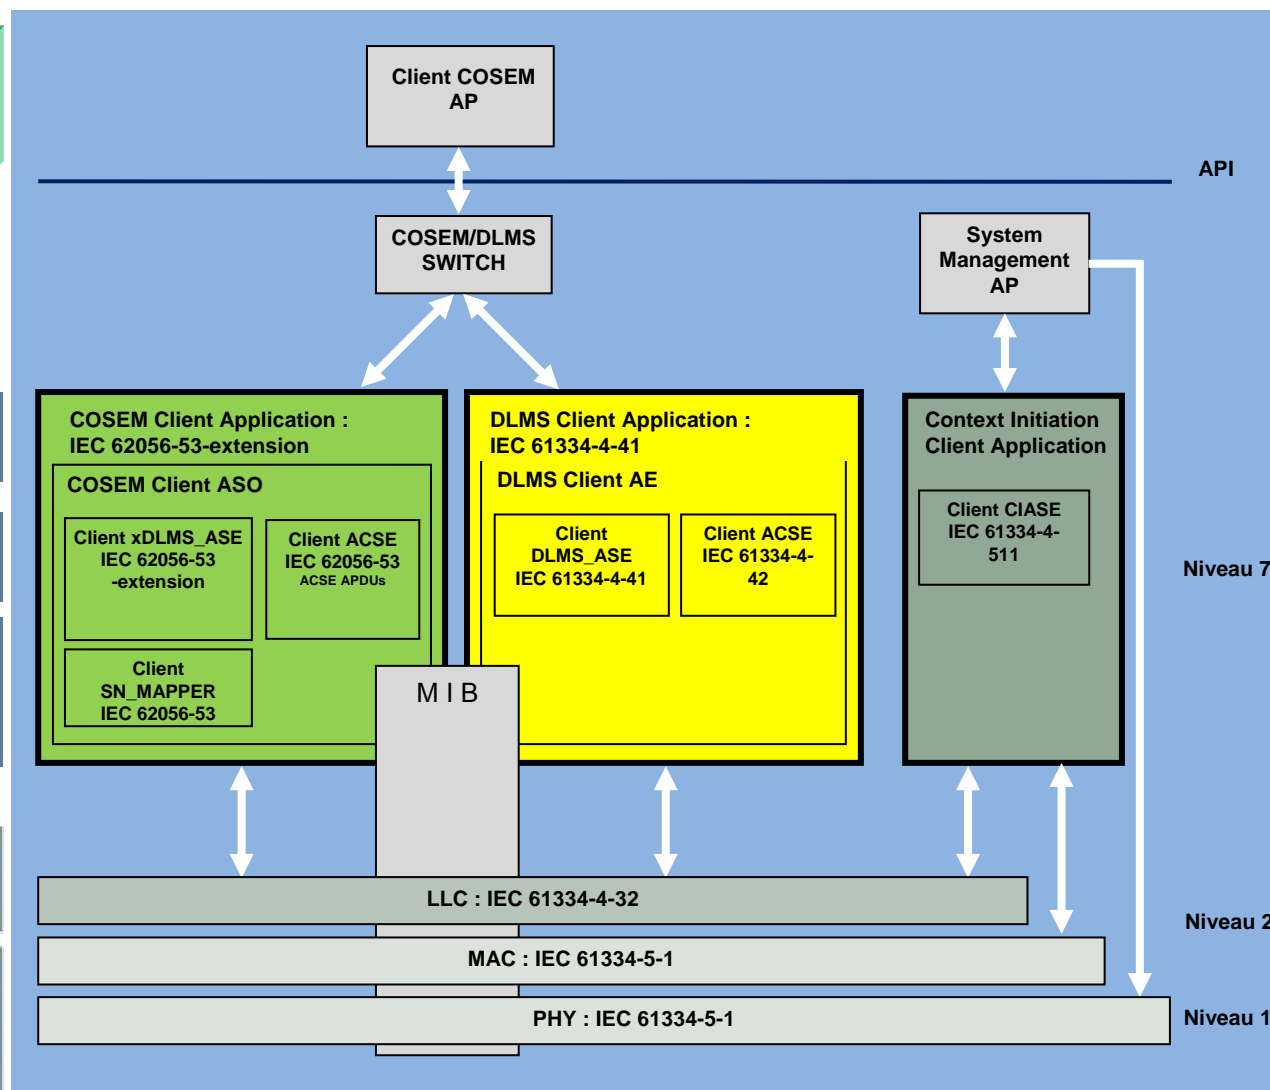 Client COSEM
AP
API
COSEM/DLMS
SWITCH
System
Management
AP
COSEM Client Application :
IEC 62056-53-extension
COSEM Client ASO
Client xDLMS_ASE
IEC 62056-53
-extension
Client ACSE
IEC 62056-53
ACSE APDUs
Client
SN_MAPPER
IEC 62056-53
DLMS Client Application :
IEC 61334-4-41
DLMS Client AE
Client
DLMS_ASE
IEC 61334-4-41
Client ACSE
IEC 61334-4-
42
Context Initiation
Client Application
Client CIASE
IEC 61334-4-
511
Niveau 7
M I B
LLC : IEC 61334-4-32
Niveau 2
MAC : IEC 61334-5-1
PHY : IEC 61334-5-1
Niveau 1